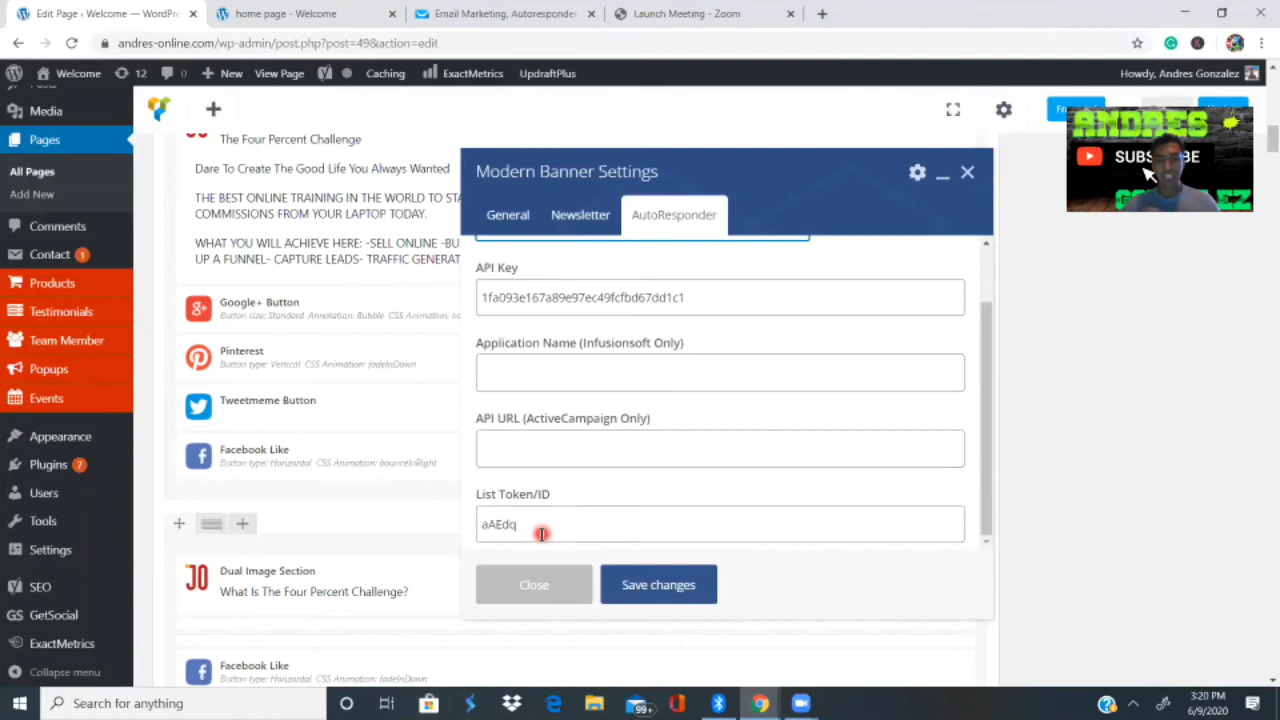 Edit Page - Welcome — WordPre
home page - Welcome
Email Marketing, Autoresponder
Launch Meeting - Zoom
andres-online.com/wp-admin/post.php?post=49&action=edit
Welcome
12
0
New
View Page
Caching
ExactMetrics
UpdraftPlus
Howdy, Andres Gonzalez
Posts
Media
Pages
All Pages
Add New
Comments
Contact 1
Products
Testimonials
Team Member
Popups
Events
Appearance
Plugins 7
Users
Tools
Settings
SEO
GetSocial
ExactMetrics
Collapse menu
The Four Percent Challenge
Dare To Create The Good Life You Always Wanted
THE BEST ONLINE TRAINING IN THE WORLD TO STA
COMMISSIONS FROM YOUR LAPTOP TODAY.
WHAT YOU WILL ACHIEVE HERE: -SELL ONLINE -BU
UP A FUNNEL- CAPTURE LEADS- TRAFFIC GENERAT
Google+ Button
Button size: Standard Annotation: Bubble CSS Animation: bo
Pinterest
Button type: Vertical CSS Animation: fadeInDown
Tweetmeme Button
Facebook Like
Button type: Horizontal CSS Animation: bounceInRight
Dual Image Section
What Is The Four Percent Challenge?
Facebook Like
Button type: Horizontal CSS Animation: fadeInDown
Modern Banner Settings
General
Newsletter
AutoResponder
API Key
1fa093e167a89e97ec49fcfbd67dd1c1
Application Name (Infusionsoft Only)
API URL (ActiveCampaign Only)
List Token/ID
aAEdq
Close
Save changes
ANDRES
Search for anything
99+
3:20 PM
6/9/2020